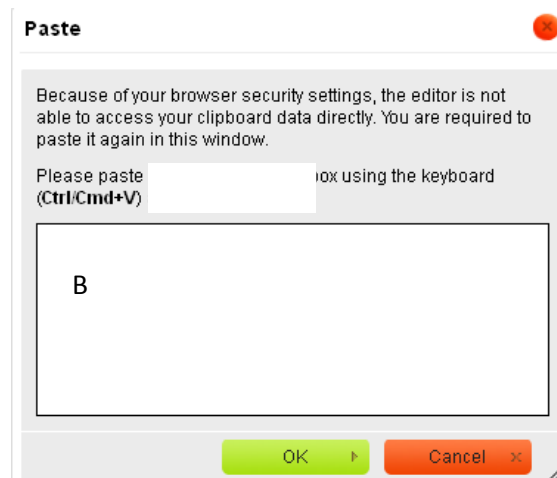 Paste
Because of your browser security settings, the editor is not
able to access your clipboard data directly. You are required to
paste it again in this window.
Please paste ox using the keyboard
(Ctrl/Cmd+V)
B
OK
Cancel